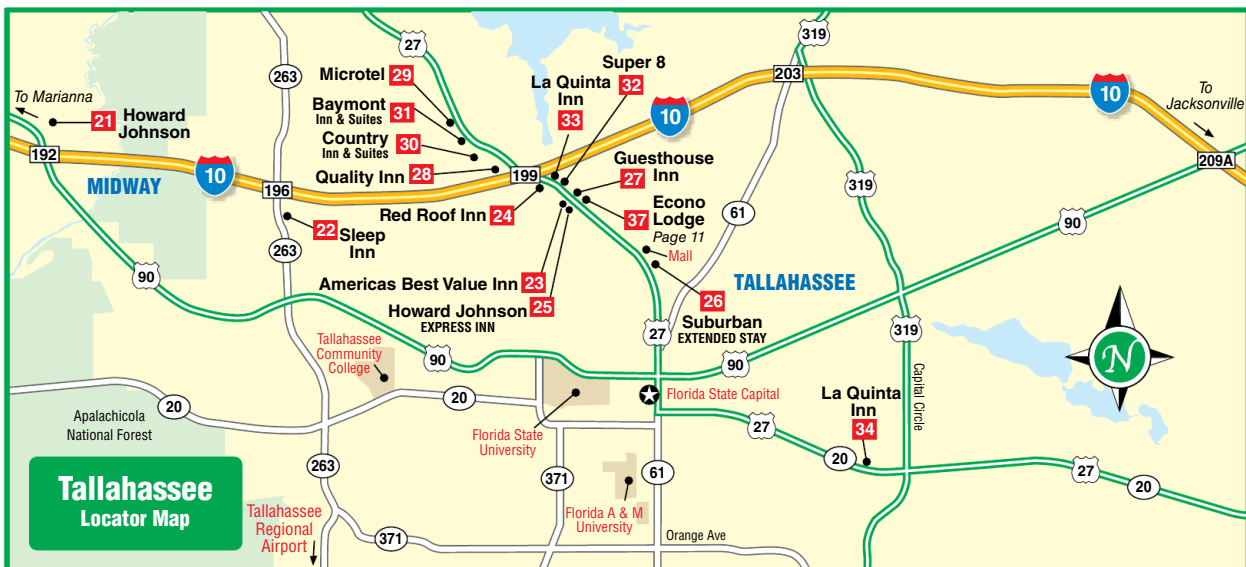 319
27
263
Super 8
32
203
La Quinta
Inn
33
Microtel 29
10
10
To Marianna
To
Jacksonville
21 Howard
Johnson
Baymont
Inn & Suites
31
Country
Inn & Suites
30
Quality Inn 28
192
MIDWAY
10
196
199
Guesthouse
Inn
27
209A
Red Roof Inn 24
37 Econo
Lodge
Page 11
Mall
61
319
90
22 Sleep
Inn
263
90
Americas Best Value Inn 23
Howard Johnson 25
EXPRESS INN
TALLAHASSEE
26
Suburban
EXTENDED STAY
27
319
N
Tallahassee
Community
College
90
90
Capital Circle
20
Apalachicola
National Forest
20
Florida State Capital
La Quinta
Inn
34
Florida State
University
27
20
27
20
263
371
61
Tallahassee
Locator Map
Tallahassee
Regional
Airport
Florida A & M
University
371
Orange Ave